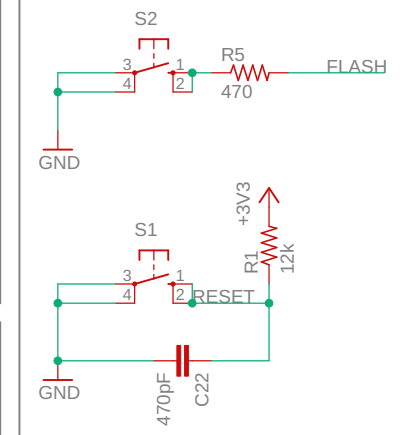 S2
3
1
4
2
R5
470
FLASH
GND
+3V3
R1
12k
S1
3
1
4
2
RESET
GND
470pF
C22